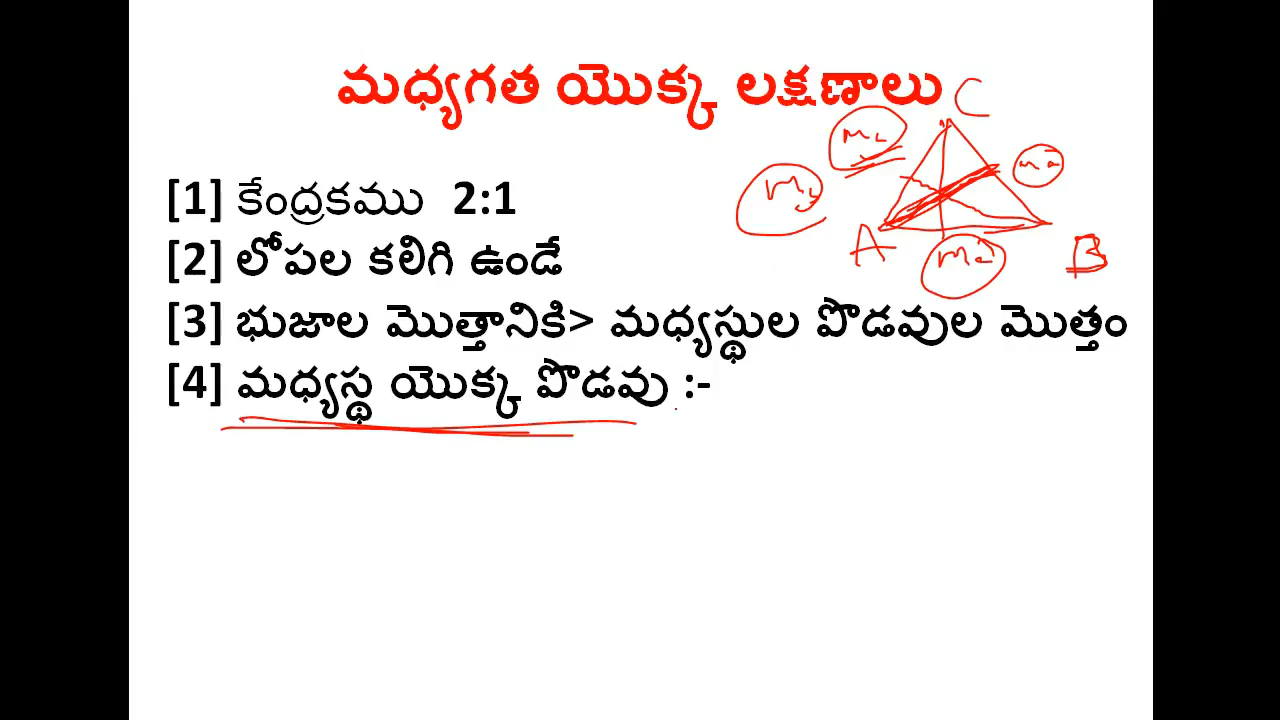 మధ్యగత యొక్క లక్షణాలు
C
[1] కేంద్రకము 2:1
[2] లోపల కలిగి ఉండే
A
B
[3] భుజాల మొత్తానికి> మధ్యస్థుల పొడవుల మొత్తం
[4] మధ్యస్థ యొక్క పొడవు :-